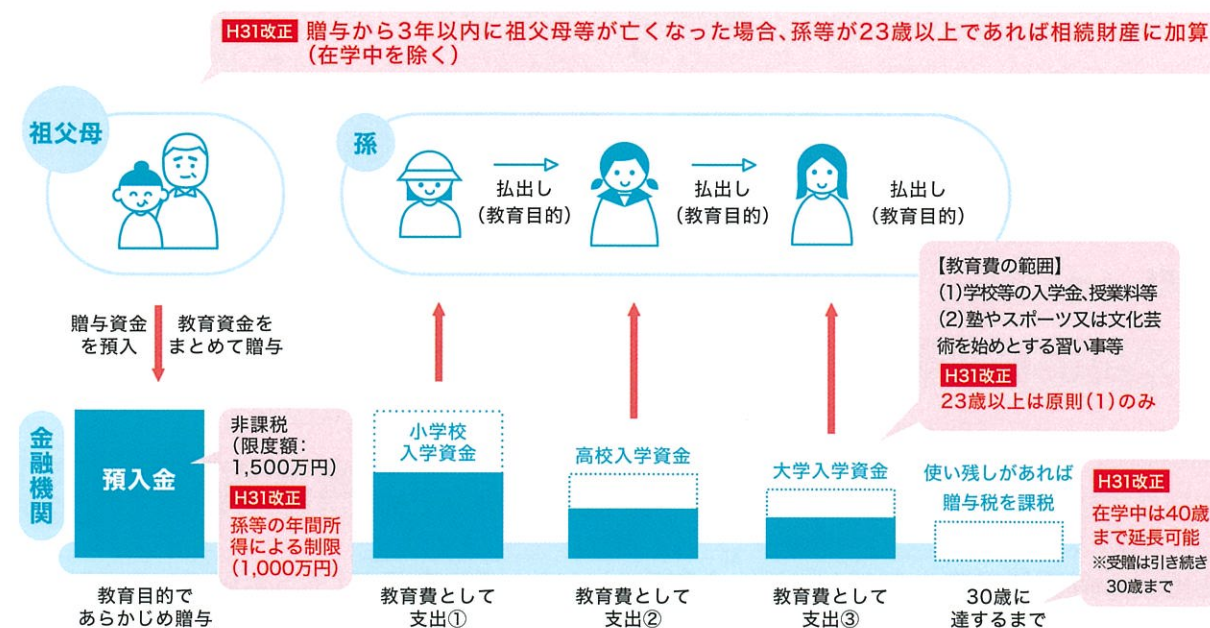 H31改正 贈与から3年以内に祖父母等が亡くなった場合、孫等が23歳以上であれば相続財産に加算
(在学中を除く)
祖父母
孫
払出し
(教育目的)
払出し
(教育目的)
払出し
(教育目的)
【教育費の範囲】
(1)学校等の入学金、授業料等
(2)塾やスポーツ又は文化芸
術を始めとする習い事等
H31改正
23歳以上は原則(1)のみ
贈与資金
を預入
教育資金を
まとめて贈与
金融機関
預入金
非課税
(限度額:
1,500万円)
H31改正
孫等の年間所
得による制限
(1,000万円)
小学校
入学資金
高校入学資金
大学入学資金
使い残しがあれば
贈与税を課税
H31改正
在学中は40歳
まで延長可能
※受贈は引き続き
30歳まで
教育目的で
あらかじめ贈与
教育費として
支出①
教育費として
支出②
教育費として
支出③
30歳に
達するまで